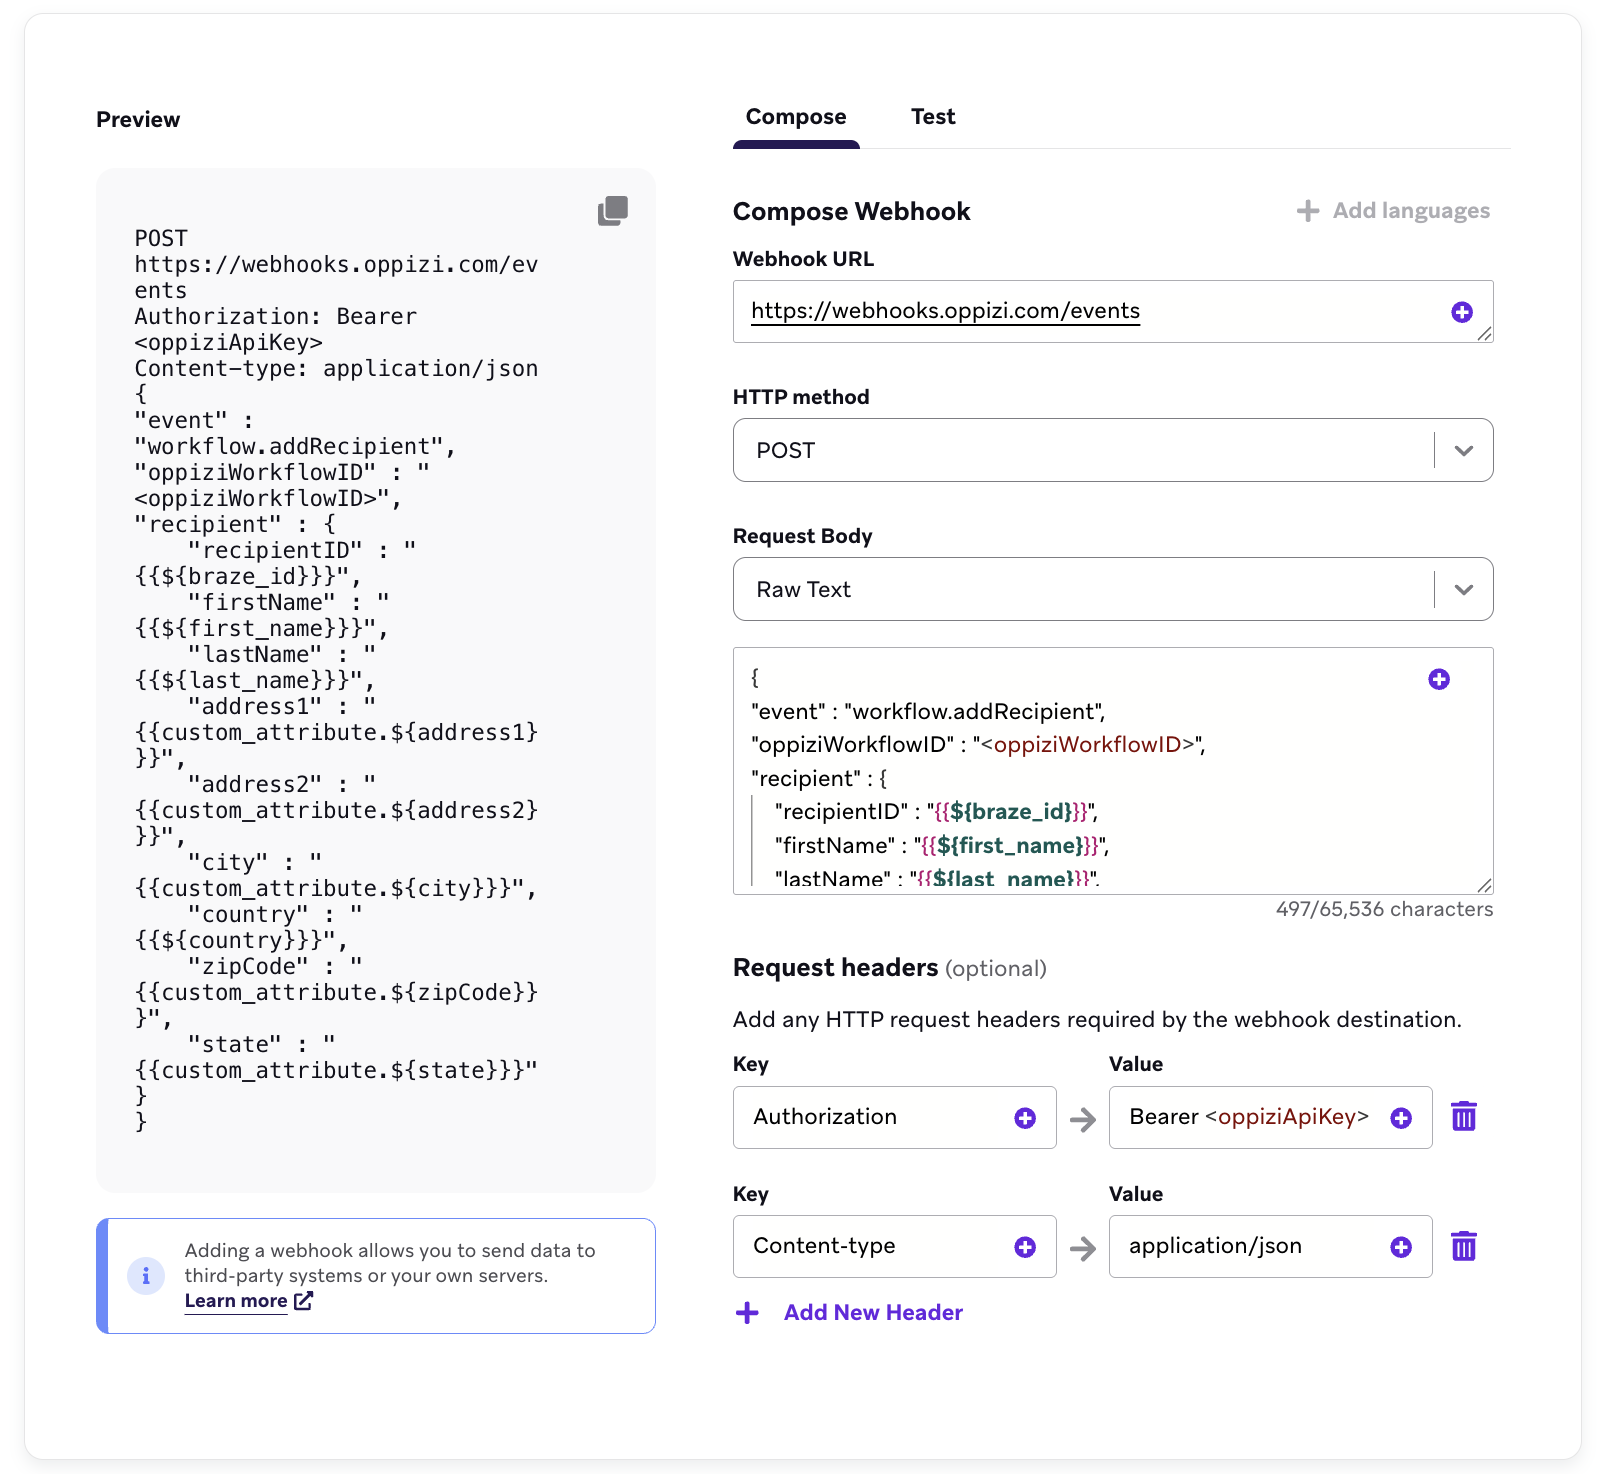 Preview
POST
https://webhooks.oppizi.com/ev
ents
Authorization: Bearer
<oppiziApiKey>
Content-type: application/json
{
"event" :
"workflow.addRecipient",
"oppiziWorkflowID" : "
<oppiziWorkflowID>",
"recipient" : {
    "recipientID" : "
{{${braze_id}}}",
    "firstName" : "
{{${first_name}}}",
    "lastName" : "
{{${last_name}}}",
    "address1" : "
{{custom_attribute.${address1}
}}",
    "address2" : "
{{custom_attribute.${address2}
}}",
    "city" : "
{{custom_attribute.${city}}}",
    "country" : "
{{${country}}}",
    "zipCode" : "
{{custom_attribute.${zipCode}}
}",
    "state" : "
{{custom_attribute.${state}}}"
}
}
Adding a webhook allows you to send data to
third-party systems or your own servers.
Learn more
Compose Test
Compose Webhook
Add languages
Webhook URL
https://webhooks.oppizi.com/events
HTTP method
POST
Request Body
Raw Text
{
"event" : "workflow.addRecipient",
"oppiziWorkflowID" : "<oppiziWorkflowID>",
"recipient" : {
    "recipientID" : "{{${braze_id}}}",
    "firstName" : "{{${first_name}}}",
    "lastName" : "{{${last_name}}}",
497/65,536 characters
Request headers (optional)
Add any HTTP request headers required by the webhook destination.
Key Value
Authorization Bearer <oppiziApiKey>
Key Value
Content-type application/json
Add New Header